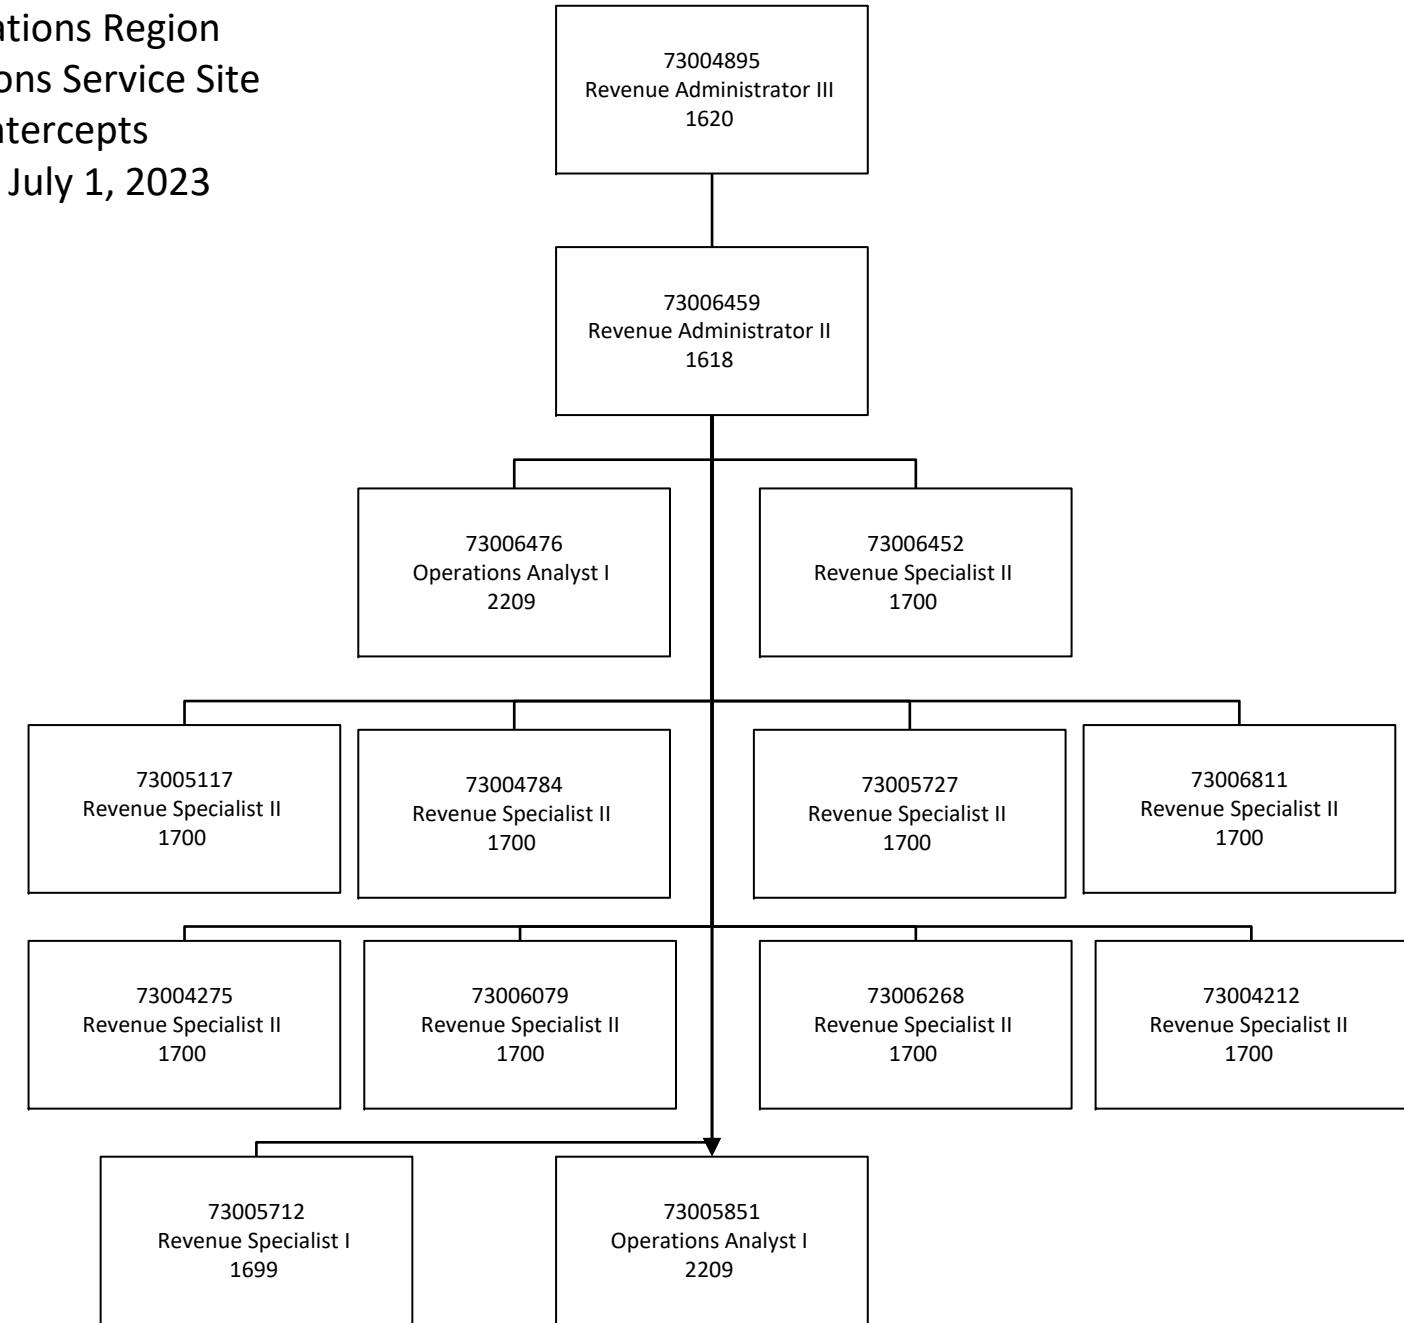 ations Region
ons Service Site
ntercepts
July 1, 2023
73004895
Revenue Administrator III
1620
73006459
Revenue Administrator II
1618
73006476
Operations Analyst I
2209
73006452
Revenue Specialist II
1700
73005117
Revenue Specialist II
1700
73004784
Revenue Specialist II
1700
73005727
Revenue Specialist II
1700
73006811
Revenue Specialist II
1700
73004275
Revenue Specialist II
1700
73006079
Revenue Specialist II
1700
73006268
Revenue Specialist II
1700
73004212
Revenue Specialist II
1700
73005712
Revenue Specialist I
1699
73005851
Operations Analyst I
2209